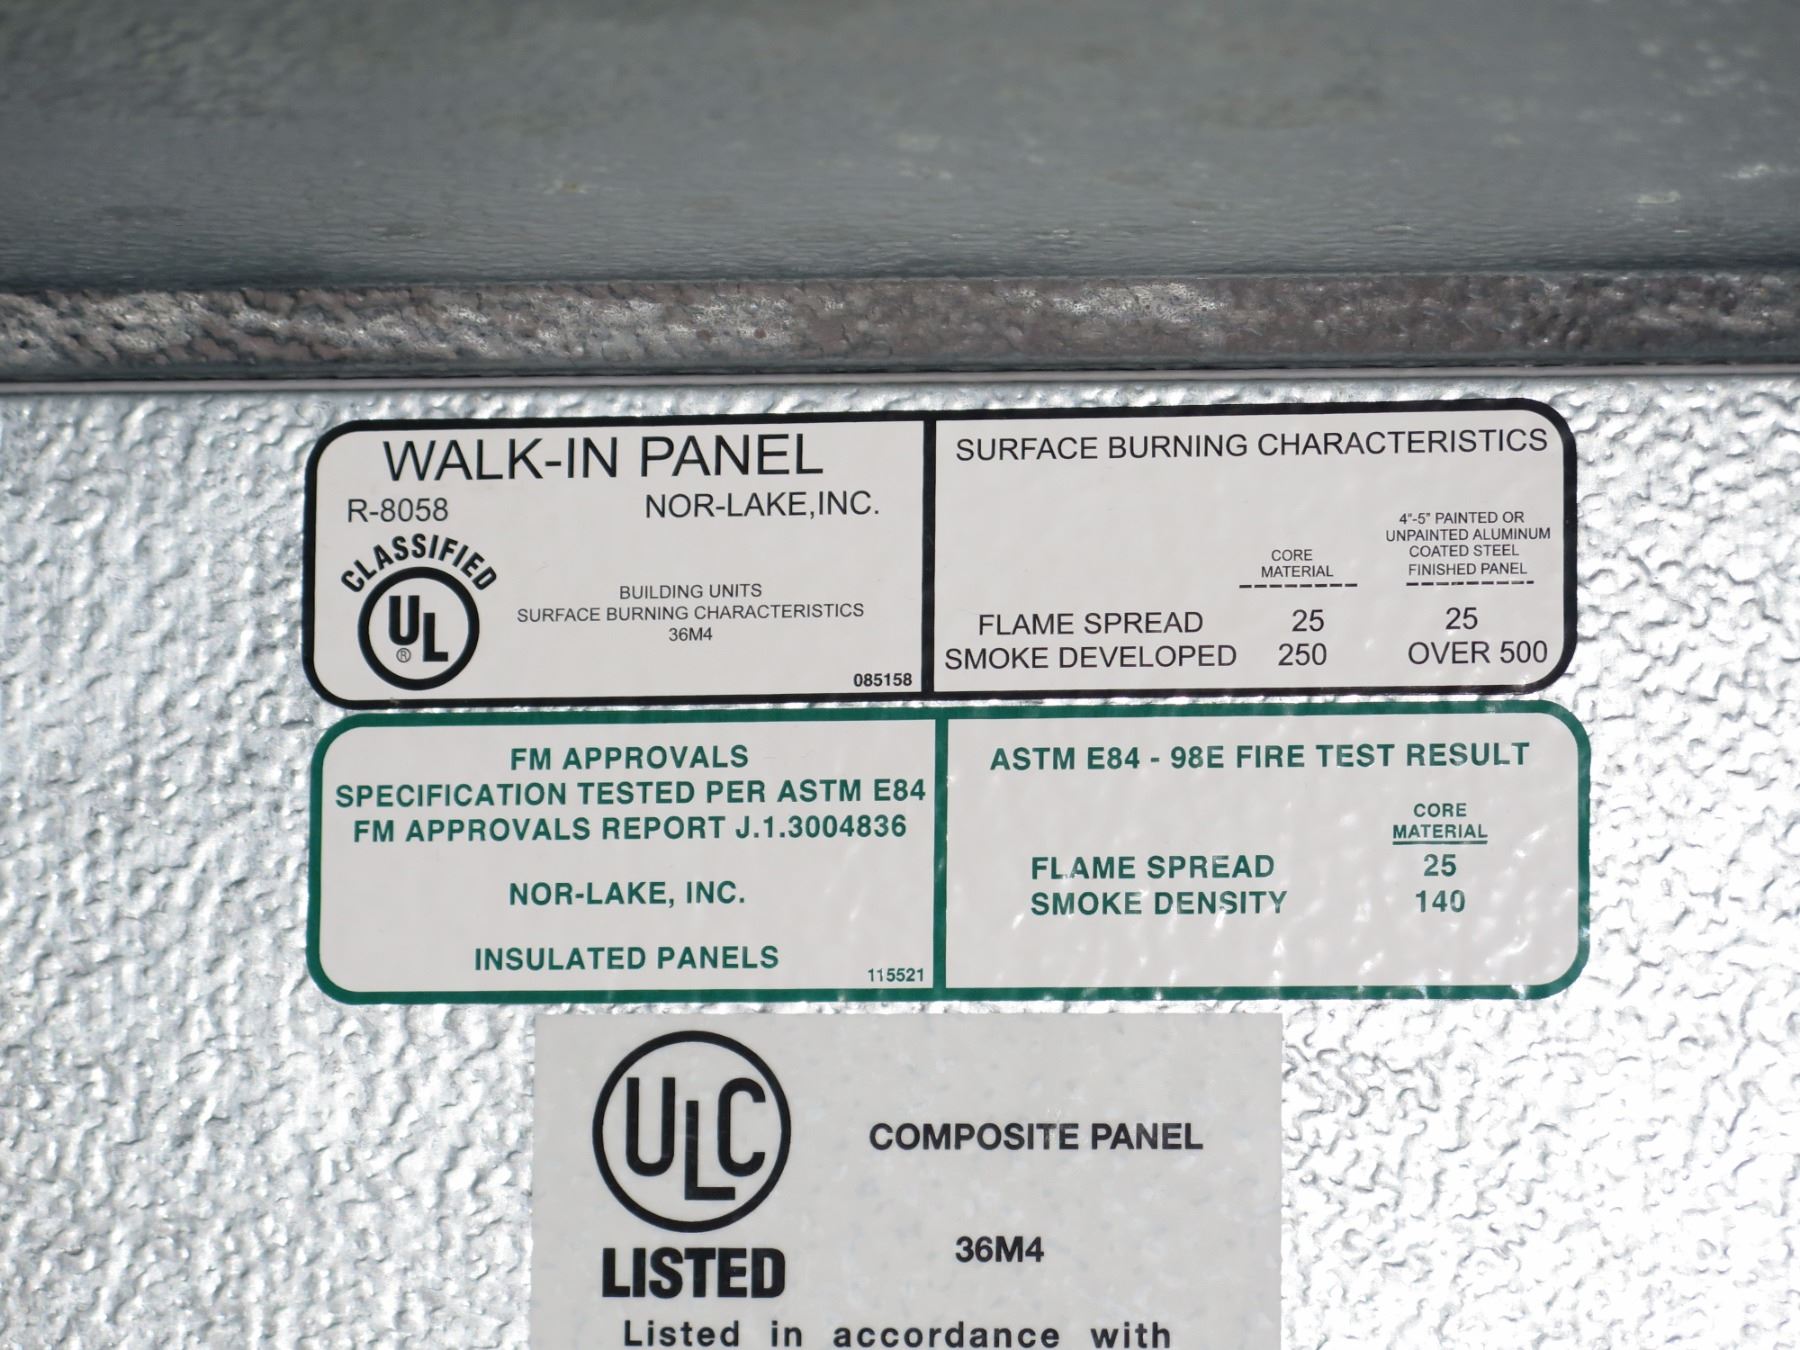 WALK-IN PANEL
R-8058 NOR-LAKE,INC.
CLASSIFIED
UL
®
BUILDING UNITS
SURFACE BURNING CHARACTERISTICS
36M4
085158
SURFACE BURNING CHARACTERISTICS
CORE
MATERIAL
4"-5" PAINTED OR
UNPAINTED ALUMINUM
COATED STEEL
FINISHED PANEL
FLAME SPREAD 25 25
SMOKE DEVELOPED 250 OVER 500
FM APPROVALS
SPECIFICATION TESTED PER ASTM E84
FM APPROVALS REPORT J.1.3004836
NOR-LAKE, INC.
INSULATED PANELS
115521
ASTM E84 - 98E FIRE TEST RESULT
CORE
MATERIAL
FLAME SPREAD 25
SMOKE DENSITY 140
ULC
LISTED
COMPOSITE PANEL
36M4
Listed in accordance with